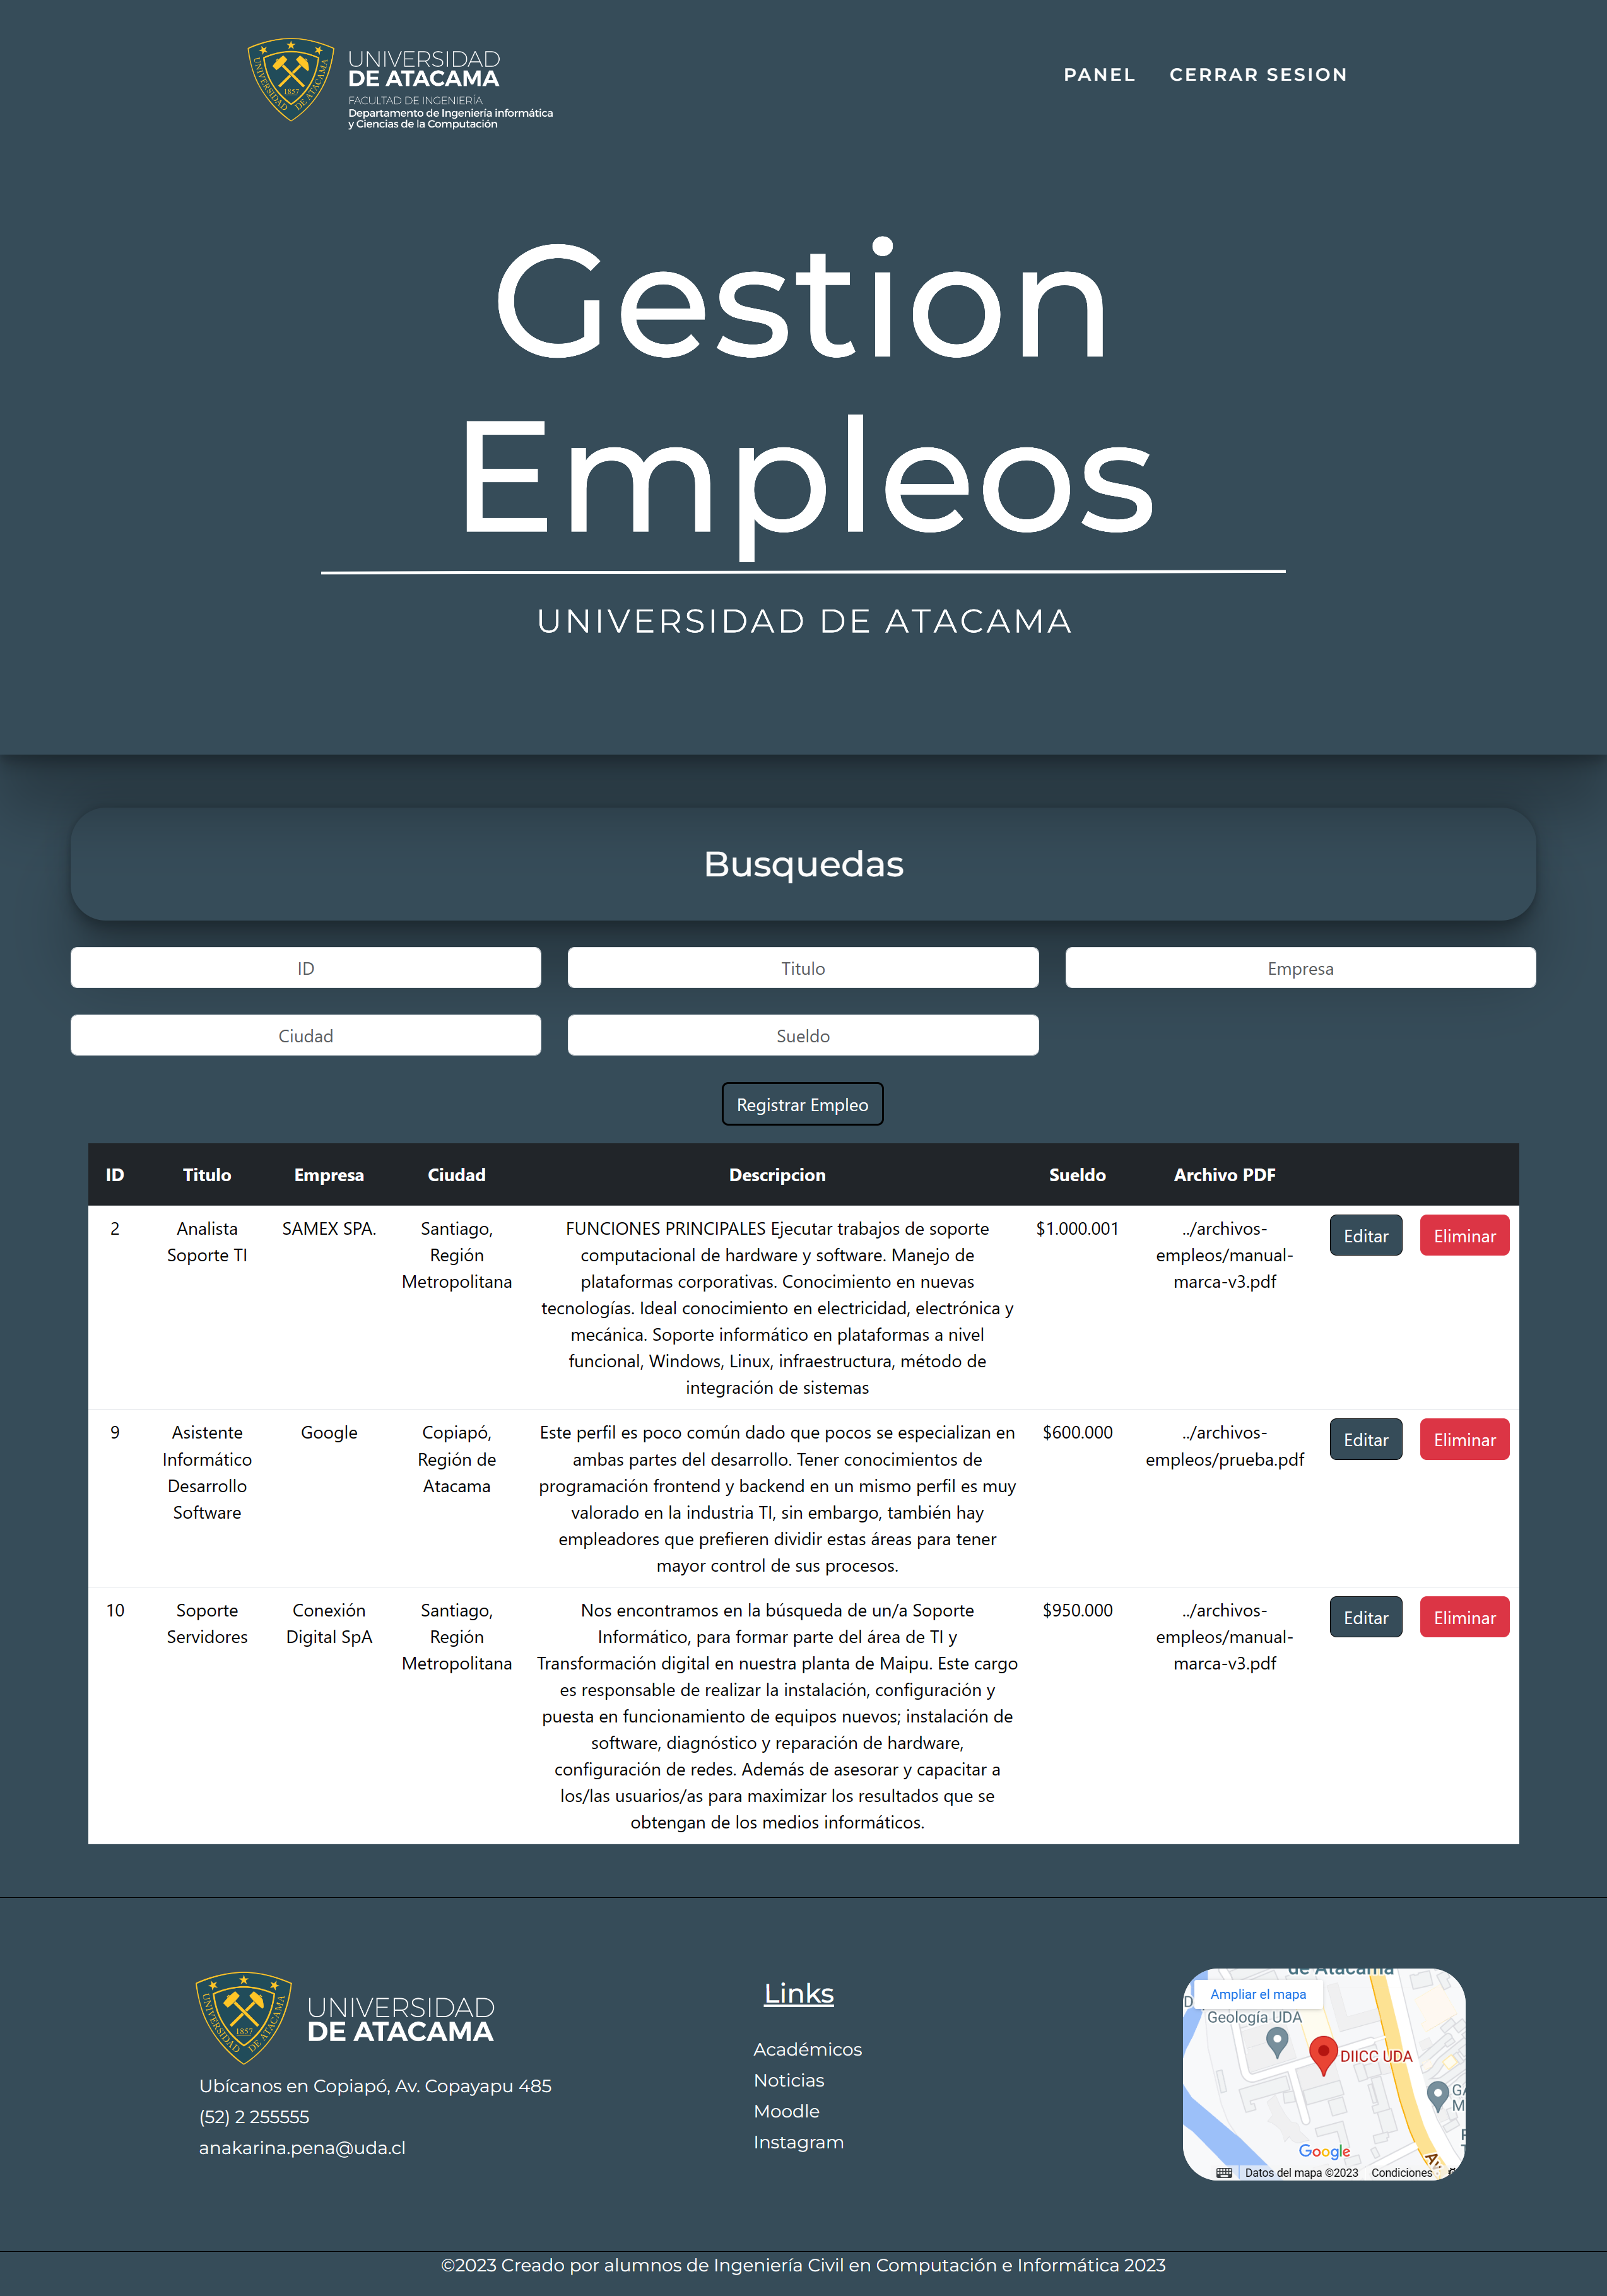 UNIVERSIDAD DE ATACAMA
1857
UNIVERSIDAD
DE ATACAMA
FACULTAD DE INGENIERÍA
Departamento de Ingeniería informática
y Ciencias de la Computación
PANEL CERRAR SESION
Gestion
Empleos
UNIVERSIDAD DE ATACAMA
Busquedas
ID Titulo Empresa
Ciudad Sueldo
Registrar Empleo
ID Titulo Empresa Ciudad Descripcion Sueldo Archivo PDF
2
Analista
Soporte TI
SAMEX SPA.
Santiago,
Región
Metropolitana
FUNCIONES PRINCIPALES Ejecutar trabajos de soporte
computacional de hardware y software. Manejo de
plataformas corporativas. Conocimiento en nuevas
tecnologías. Ideal conocimiento en electricidad, electrónica y
mecánica. Soporte informático en plataformas a nivel
funcional, Windows, Linux, infraestructura, método de
integración de sistemas
$1.000.001
../archivos-
empleos/manual-
marca-v3.pdf
Editar Eliminar
9
Asistente
Informático
Desarrollo
Software
Google
Copiapó,
Región de
Atacama
Este perfil es poco común dado que pocos se especializan en
ambas partes del desarrollo. Tener conocimientos de
programación frontend y backend en un mismo perfil es muy
valorado en la industria TI, sin embargo, también hay
empleadores que prefieren dividir estas áreas para tener
mayor control de sus procesos.
$600.000
../archivos-
empleos/prueba.pdf
Editar Eliminar
10
Soporte
Servidores
Conexión
Digital SpA
Santiago,
Región
Metropolitana
Nos encontramos en la búsqueda de un/a Soporte
Informático, para formar parte del área de TI y
Transformación digital en nuestra planta de Maipu. Este cargo
es responsable de realizar la instalación, configuración y
puesta en funcionamiento de equipos nuevos; instalación de
software, diagnóstico y reparación de hardware,
configuración de redes. Además de asesorar y capacitar a
los/las usuarios/as para maximizar los resultados que se
obtengan de los medios informáticos.
$950.000
../archivos-
empleos/manual-
marca-v3.pdf
Editar Eliminar
UNIVERSIDAD DE ATACAMA
1857
UNIVERSIDAD
DE ATACAMA
Ubícanos en Copiapó, Av. Copayapu 485
(52) 2 255555
anakarina.pena@uda.cl
Links
Académicos
Noticias
Moodle
Instagram
de Atacama
Ampliar el mapa
D
Geología UDA
DIICC UDA
GA
M
Av
Google
Datos del mapa ©2023 Condiciones
©2023 Creado por alumnos de Ingeniería Civil en Computación e Informática 2023